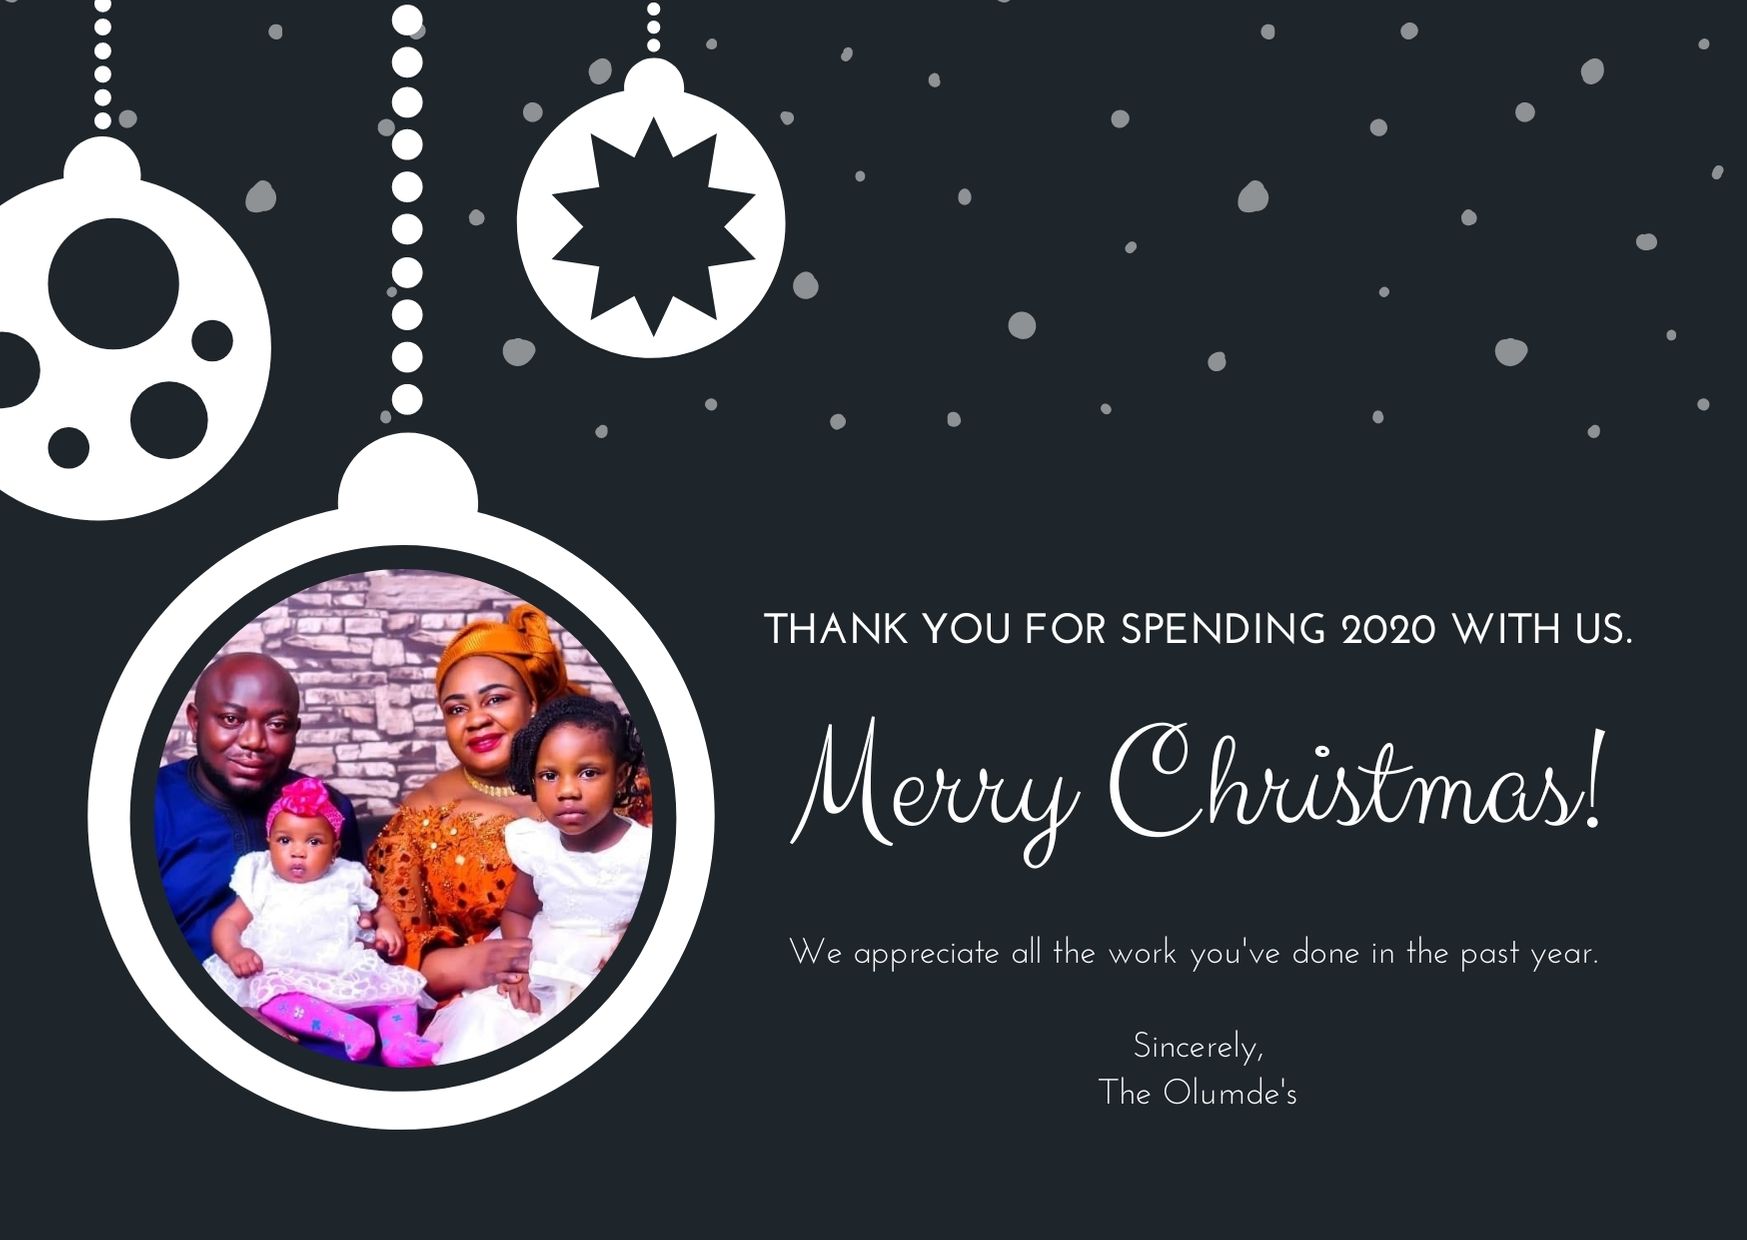 THANK YOU FOR SPENDING 2020 WITH US.
Merry Christmas!
We appreciate all the work you've done in the past year.
Sincerely,
The Olumde's